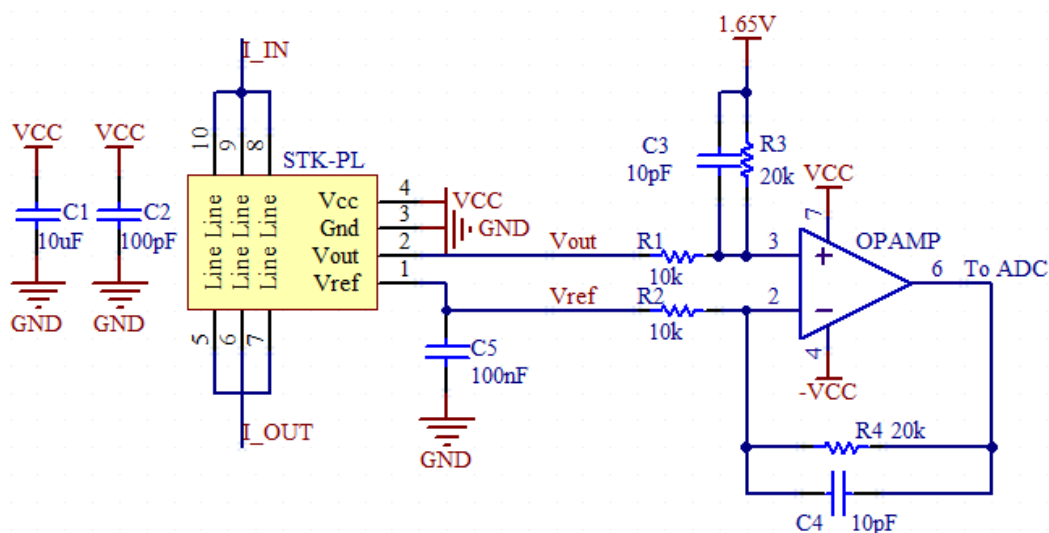 1.65V
I_IN
VCC
VCC
10
9
8
STK-PL
C3
10pF
R3
20k
VCC
7
C1
10uF
C2
100pF
Line Line
Line Line
Line Line
Vcc
4
VCC
Gnd
3
GND
Vout
2
Vout
R1
10k
3
OPAMP
+
6
To ADC
Vref
1
Vref
R2
10k
2
−
GND
GND
5
6
7
C5
100nF
4
-VCC
I_OUT
GND
R4 20k
C4
10pF